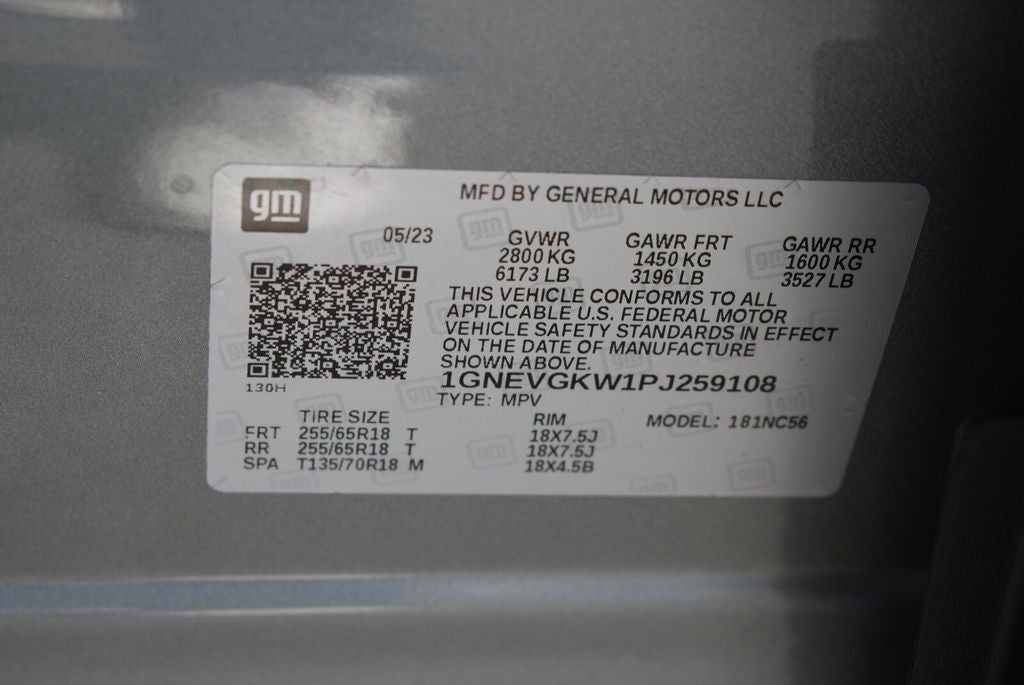 gm
MFD BY GENERAL MOTORS LLC
05/23
GVWR GAWR FRT GAWR RR
2800 KG 1450 KG 1600 KG
6173 LB 3196 LB 3527 LB
THIS VEHICLE CONFORMS TO ALL
APPLICABLE U.S. FEDERAL MOTOR
VEHICLE SAFETY STANDARDS IN EFFECT
ON THE DATE OF MANUFACTURE
SHOWN ABOVE.
130H
1GNEVGKW1PJ259108
TYPE: MPV
TIRE SIZE RIM MODEL: 181NC56
FRT 255/65R18 T 18X7.5J
RR 255/65R18 T 18X7.5J
SPA T135/70R18 M 18X4.5B